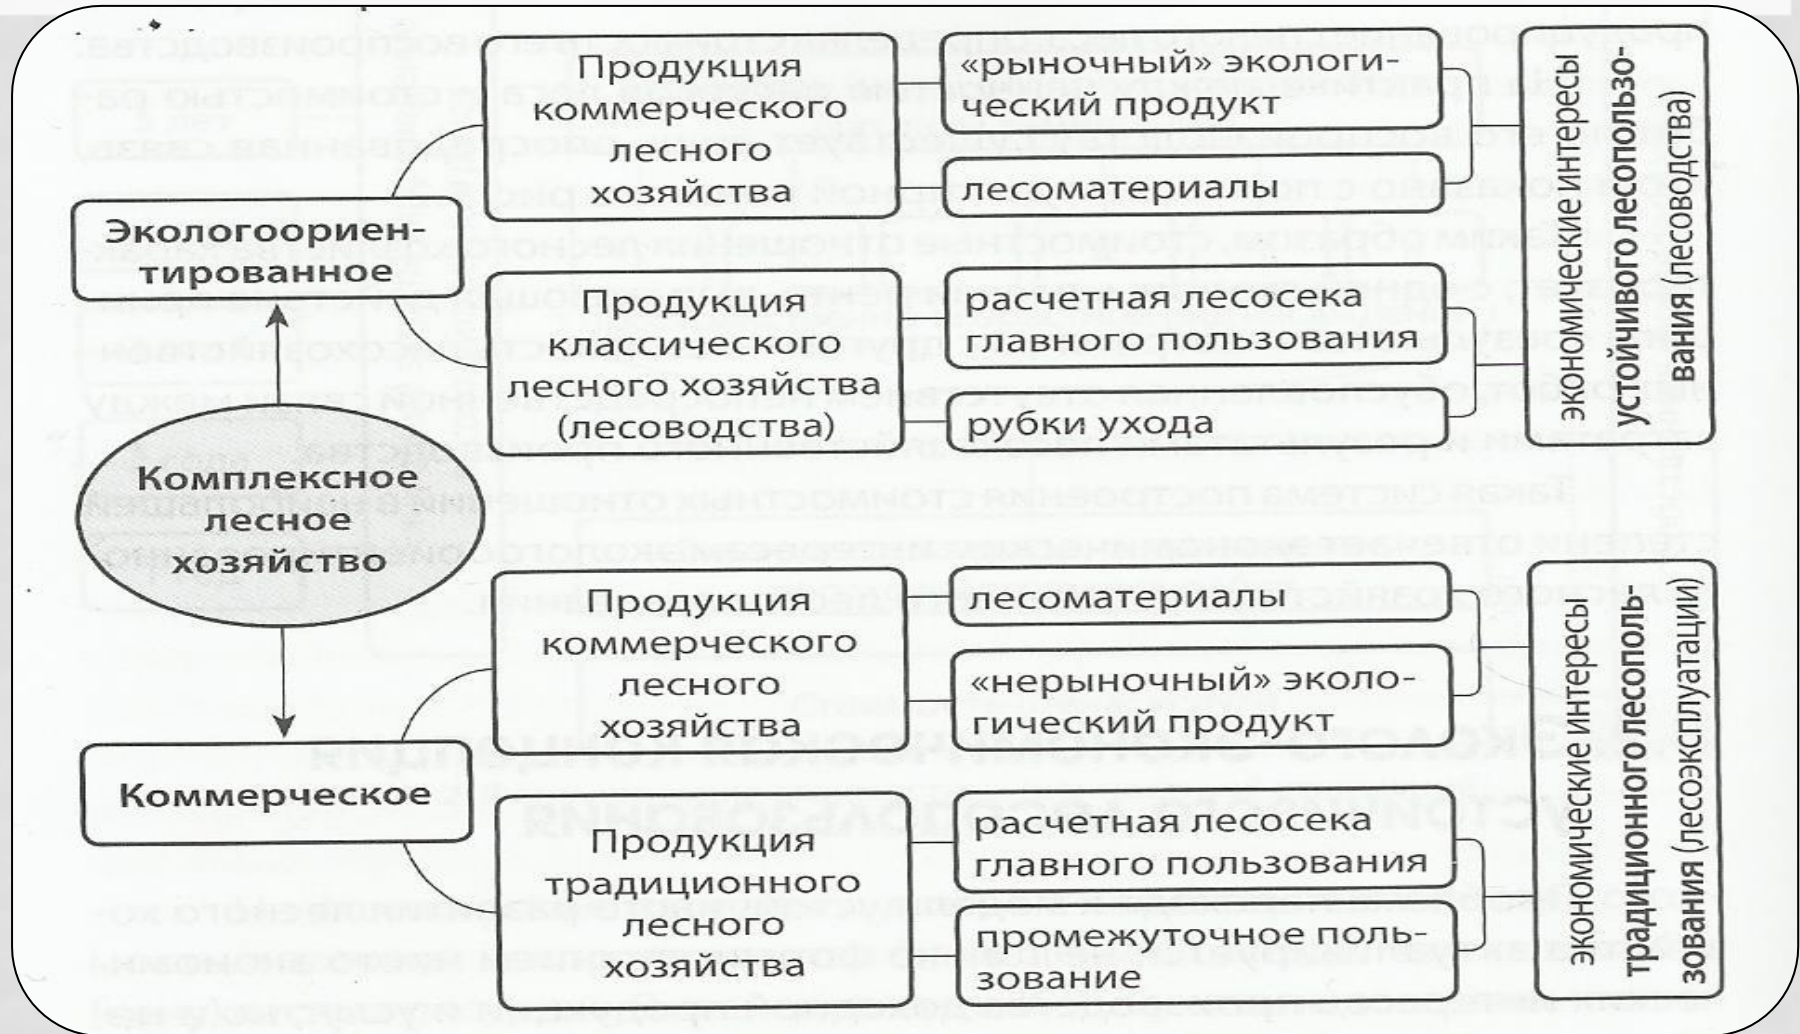 Продукция
коммерческого
лесного
хозяйства
«рыночный» экологи-
ческий продукт
лесоматериалы
экономические интересы
устойчивого лесопользо-
вания (лесоводства)
Экологоориен-
тированное
Продукция
классического
лесного хозяйства
(лесоводства)
расчетная лесосека
главного пользования
рубки ухода
Комплексное
лесное
хозяйство
Продукция
коммерческого
лесного
хозяйства
лесоматериалы
«нерыночный» эколо-
гический продукт
экономические интересы
традиционного лесополь-
зования (лесоэксплуатации)
Коммерческое
Продукция
традиционного
лесного
хозяйства
расчетная лесосека
главного пользования
промежуточное поль-
зование